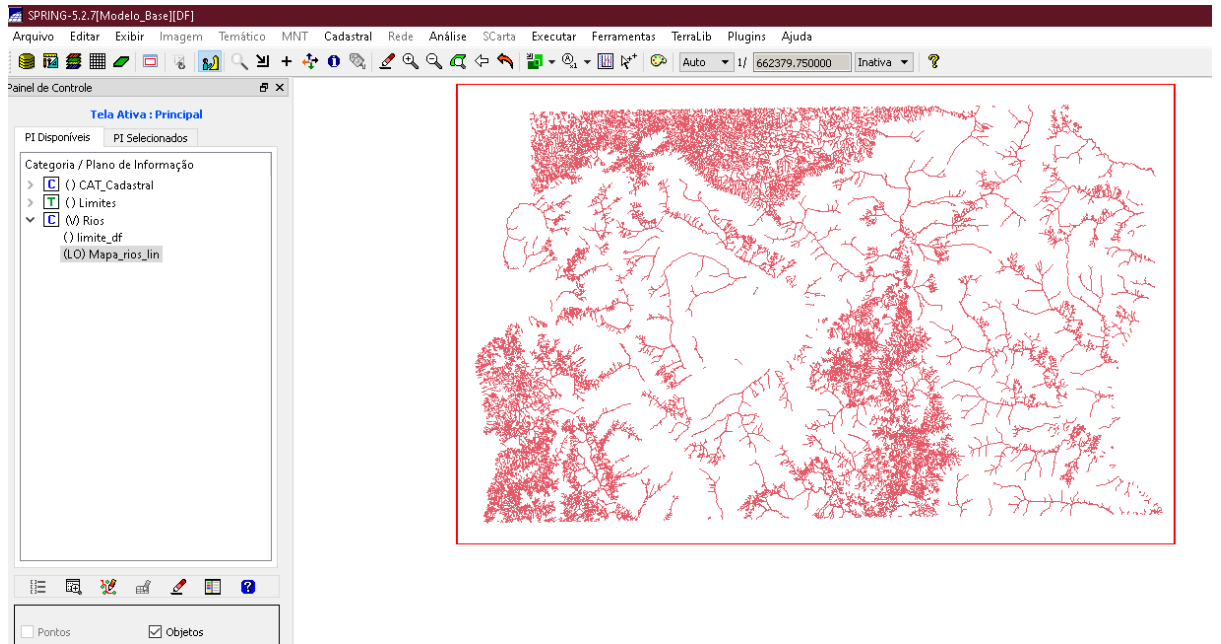 SPRING-5.2.7[Modelo_Base][DF]
Arquivo Editar Exibir Imagem Temático MNT Cadastral Rede Análise SCarta Executar Ferramentas TerraLib Plugins Ajuda
Auto 1/ 662379.750000 Inativa
Painel de Controle
Tela Ativa : Principal
PI Disponíveis PI Selecionados
Categoria / Plano de Informação
C () CAT_Cadastral
T () Limites
C (V) Rios
() limite_df
(LO) Mapa_rios_lin
Pontos Objetos